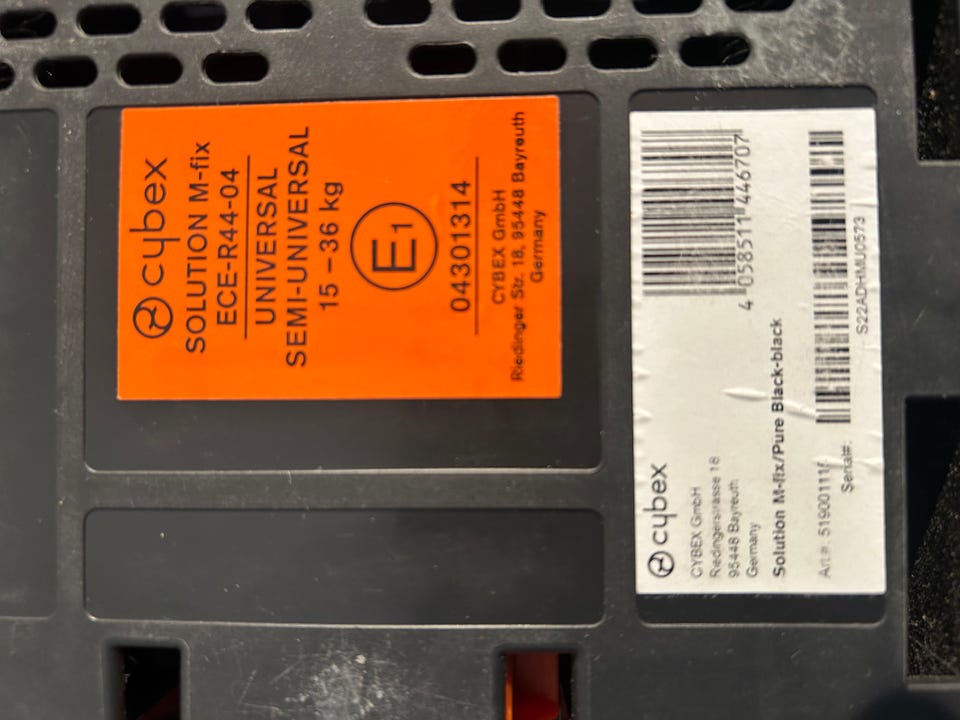 cybex
SOLUTION M-fix
ECE-R44-04
UNIVERSAL
SEMI-UNIVERSAL
15 – 36 kg
E1
04301314
CYBEX GmbH
Riedinger Str. 18, 95448 Bayreuth
Germany
cybex
CYBEX GmbH
Riedingerstrasse 18
95448 Bayreuth
Germany
4 058511 446707
Solution M-fix/Pure Black-black
Art.#: 51900111
Serial#:
S22ADHMU0573